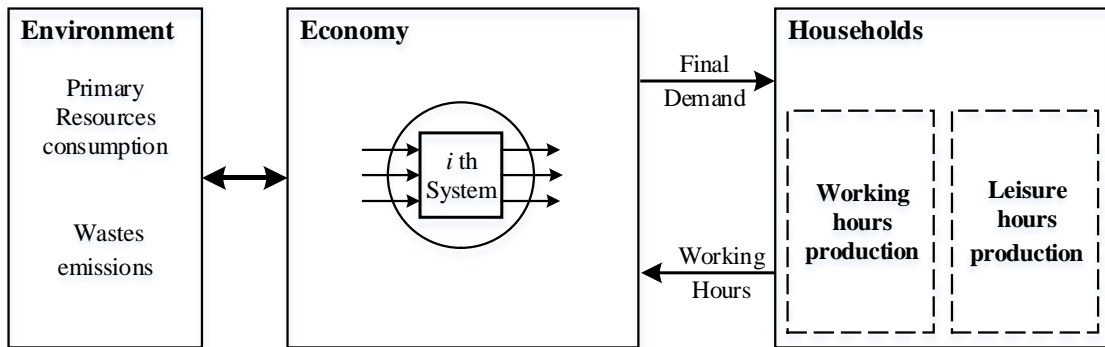 Environment
Primary
Resources
consumption
Wastes
emissions
Economy
i th
System
Final
Demand
Working
Hours
Households
Working
hours
production
Leisure
hours
production